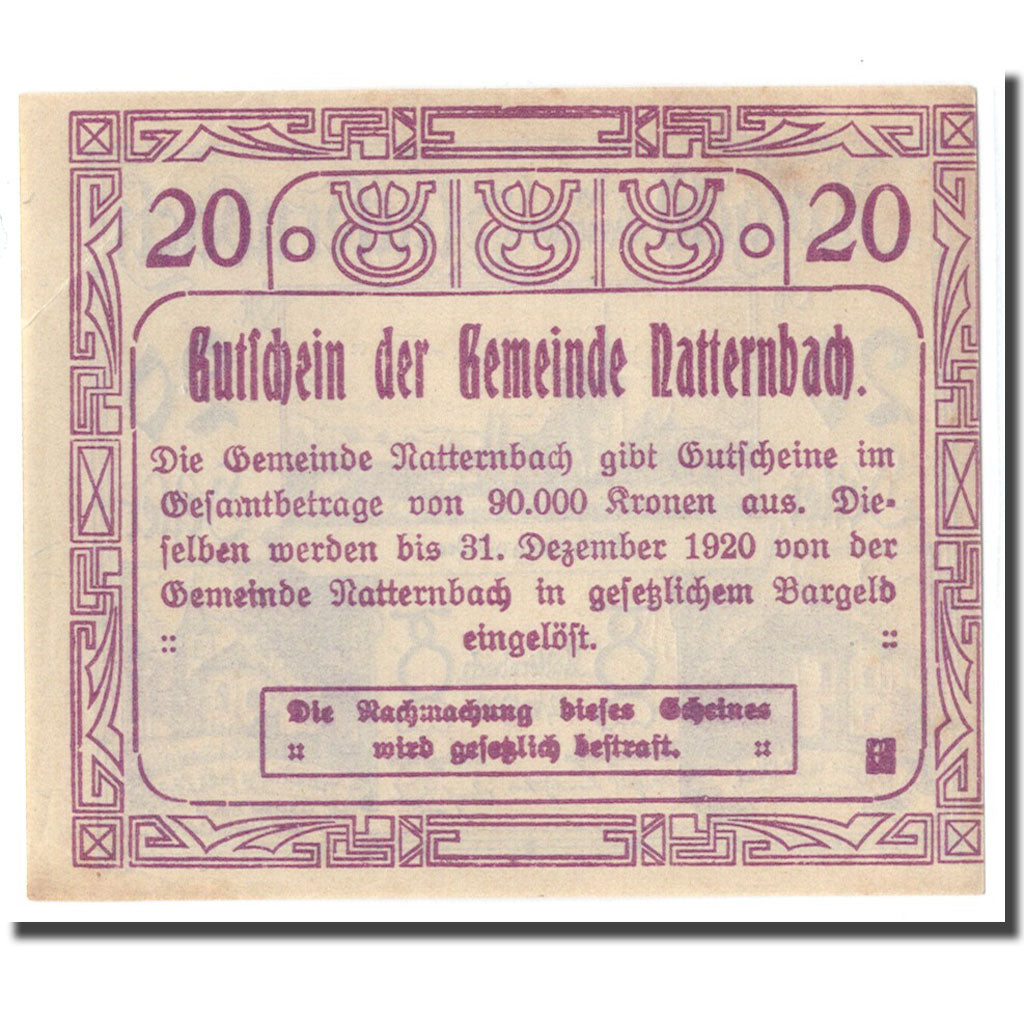 20 20
Gutschein der Gemeinde Natternbach.
Die Gemeinde Natternbach gibt Gutscheine im
Gesamtbetrage von 90.000 Kronen aus. Die-
selben werden bis 31. Dezember 1920 von der
Gemeinde Natternbach in gesetzlichem Bargeld
:: eingelöst. ::
Die Nachmachung dieses Scheines
:: wird gesetzlich bestraft. ::